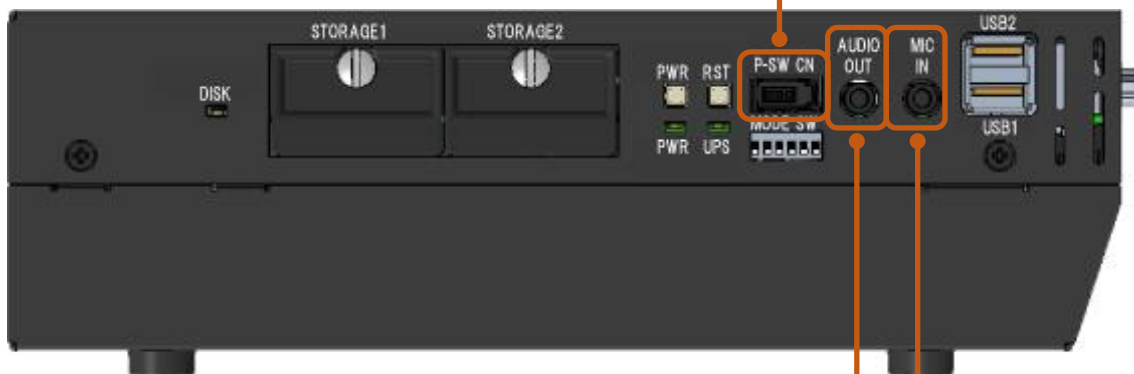 STORAGE1
STORAGE2
DISK
PWR
RST
PWR
UPS
P-SW CN
MODE SW
AUDIO
OUT
MIC
IN
USB2
USB1